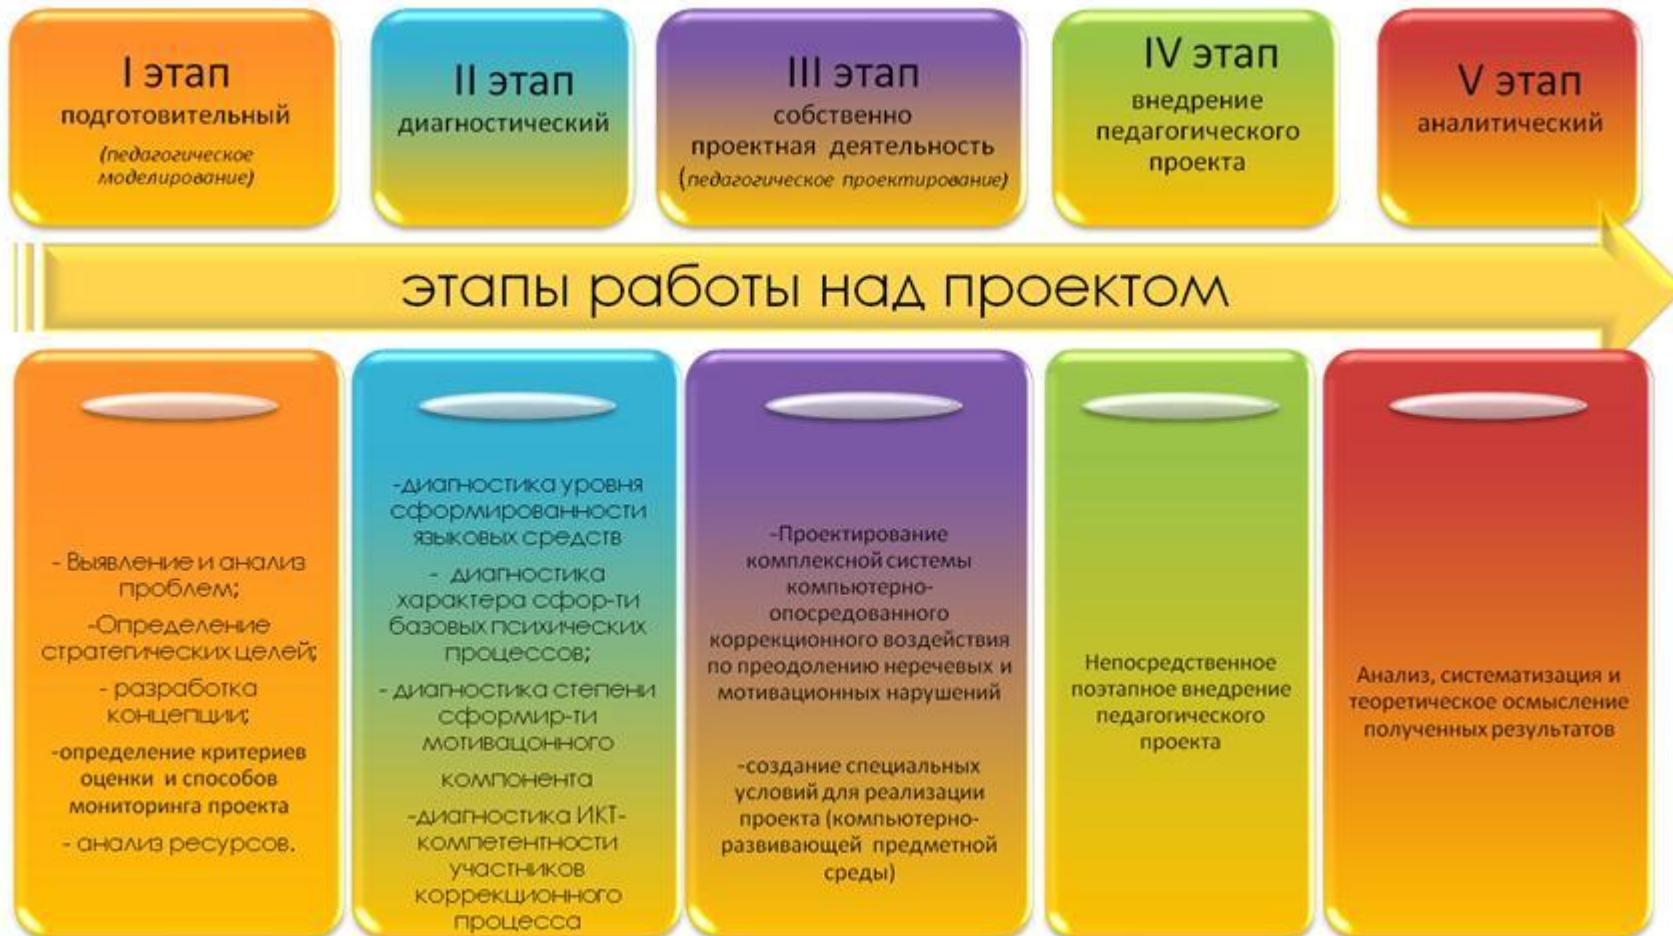 I этап
подготовительный
(педагогическое
моделирование)
II этап
диагностический
III этап
собственно
проектная деятельность
(педагогическое проектирование)
IV этап
внедрение
педагогического
проекта
V этап
аналитический
этапы работы над проектом
- Выявление и анализ
проблем;
-Определение
стратегических целей;
- разработка
концепции;
-определение критериев
оценки и способов
мониторинга проекта
- анализ ресурсов.
-диагностика уровня
сформированности
языковых средств
- диагностика
характера сфор-ти
базовых психических
процессов;
- диагностика степени
сформир-ти
мотивацонного
компонента
-диагностика ИКТ-
компетентности
участников
коррекционного
процесса
-Проектирование
комплексной системы
компьютерно-
опосредованного
коррекционного воздействия
по преодолению неречевых и
мотивационных нарушений
-создание специальных
условий для реализации
проекта (компьютерно-
развивающей предметной
среды)
Непосредственное
поэтапное внедрение
педагогического
проекта
Анализ, систематизация и
теоретическое осмысление
полученных результатов